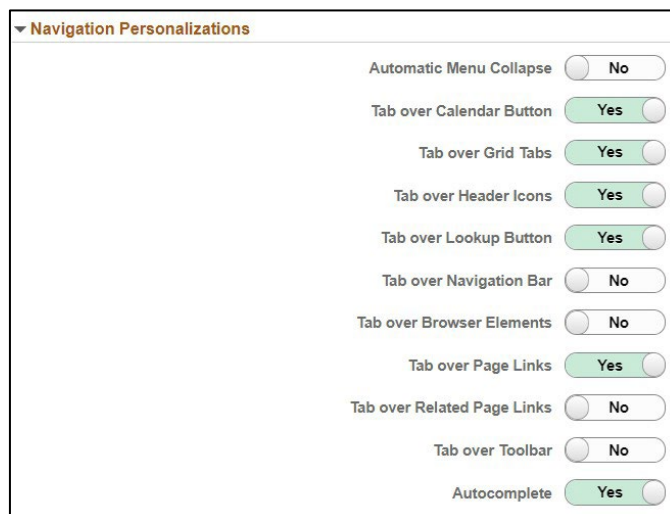 Navigation Personalizations
Automatic Menu Collapse No
Tab over Calendar Button Yes
Tab over Grid Tabs Yes
Tab over Header Icons Yes
Tab over Lookup Button Yes
Tab over Navigation Bar No
Tab over Browser Elements No
Tab over Page Links Yes
Tab over Related Page Links No
Tab over Toolbar No
Autocomplete Yes